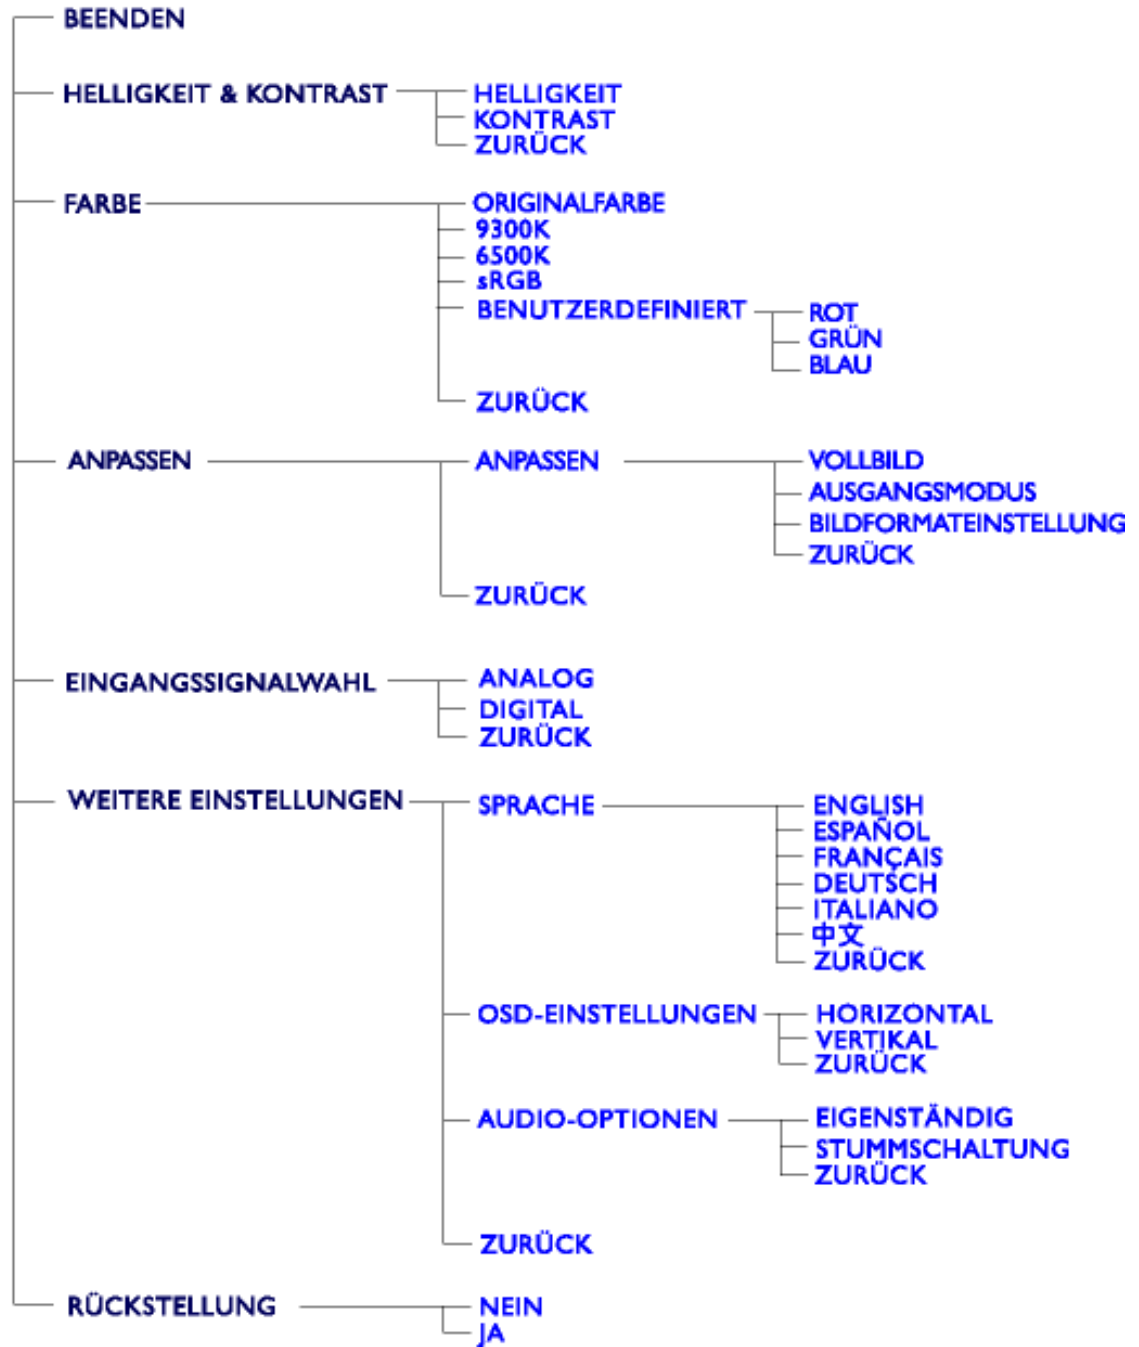 BEENDEN
HELLIGKEIT & KONTRAST
HELLIGKEIT
KONTRAST
ZURÜCK
FARBE
ORIGINALFARBE
9300K
6500K
sRGB
BENUTZERDEFINIERT
ROT
GRÜN
BLAU
ZURÜCK
ANPASSEN
ANPASSEN
VOLLBILD
AUSGANGSMODUS
BILDFORMATEINSTELLUNG
ZURÜCK
ZURÜCK
EINGANGSSIGNALWAHL
ANALOG
DIGITAL
ZURÜCK
WEITERE EINSTELLUNGEN
SPRACHE
ENGLISH
ESPAÑOL
FRANÇAIS
DEUTSCH
ITALIANO
中文
ZURÜCK
OSD-EINSTELLUNGEN
HORIZONTAL
VERTIKAL
ZURÜCK
AUDIO-OPTIONEN
EIGENSTÄNDIG
STUMMSCHALTUNG
ZURÜCK
ZURÜCK
RÜCKSTELLUNG
NEIN
JA